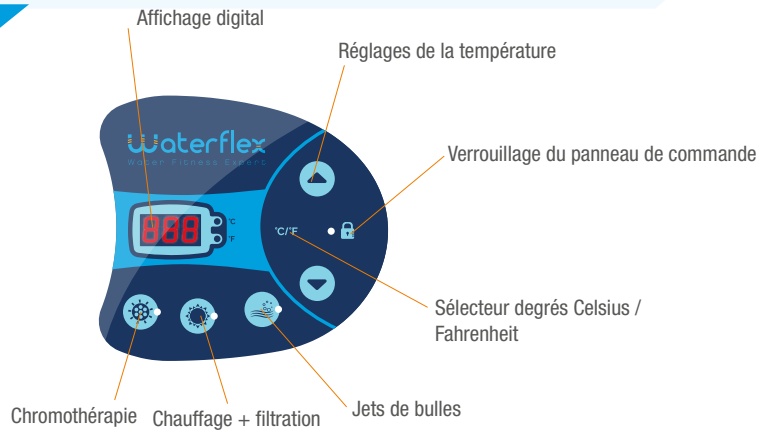 Affichage digital
Réglages de la température
Waterflex
Water Fitness Expert
Verrouillage du panneau de commande
888
°C
°F
°C/°F
Sélecteur degrés Celsius /
Fahrenheit
Jets de bulles
Chromothérapie
Chauffage + filtration